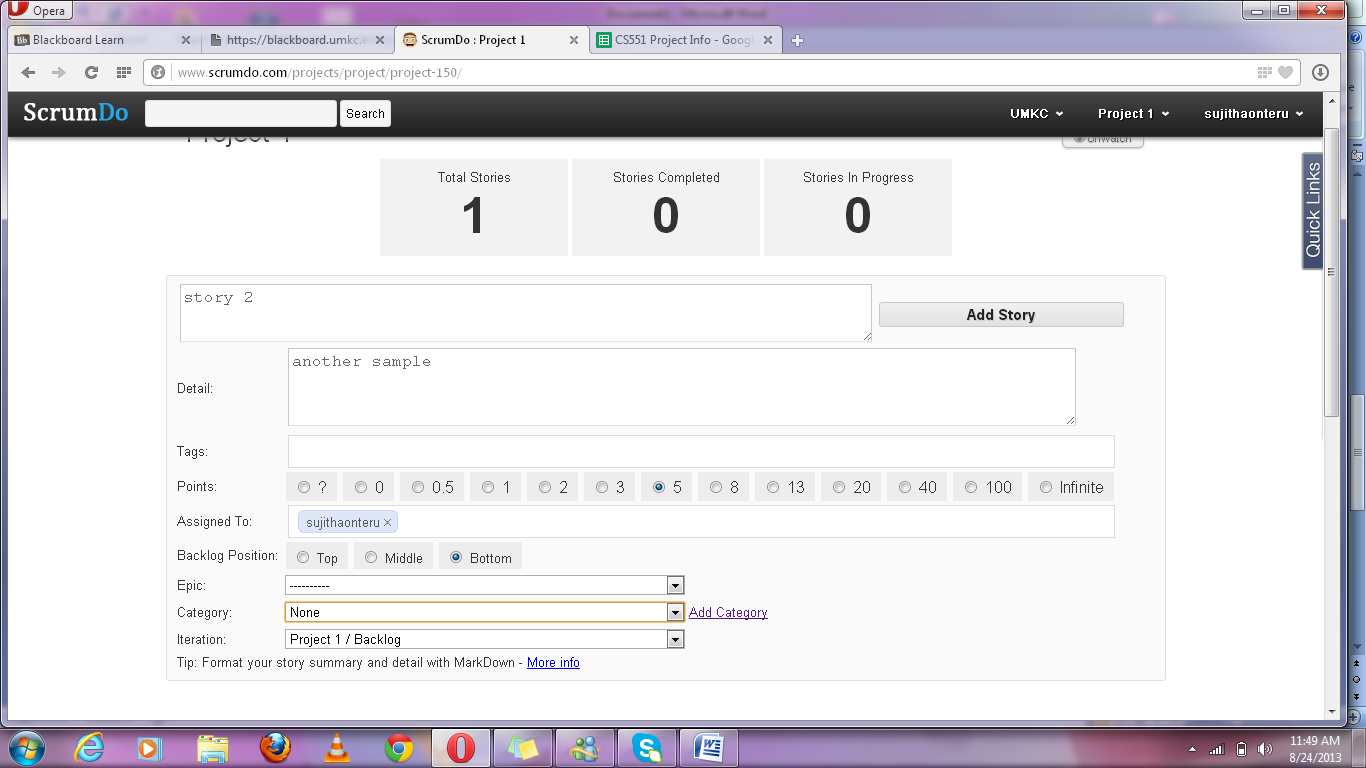 Opera
Blackboard Learn
https://blackboard.umkc.e
ScrumDo : Project 1
CS551 Project Info - Goog
www.scrumdo.com/projects/project/project-150/
ScrumDo
Search
UMKC
Project 1
sujithaonteru
Project 1
Unwatch
Total Stories
Stories Completed
Stories In Progress
1
0
0
Quick Links
story 2
Add Story
Detail:
another sample
Tags:
Points: ? 0 0.5 1 2 3 5 8 13 20 40 100 Infinite
Assigned To: sujithaonteru ×
Backlog Position: Top Middle Bottom
Epic: ----------
Category: None Add Category
Iteration: Project 1 / Backlog
Tip: Format your story summary and detail with MarkDown - More info
11:49 AM
8/24/2013